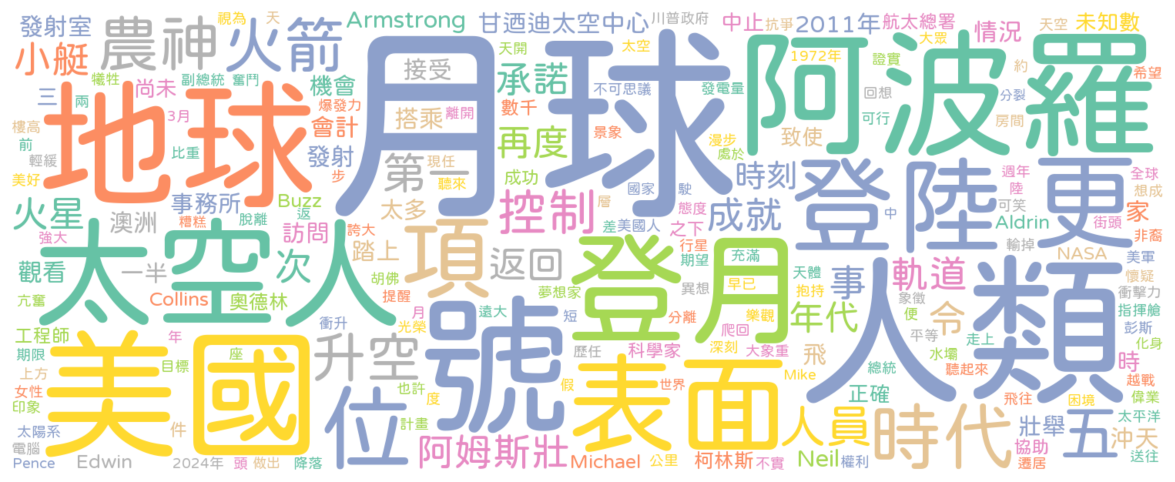 發射室 視為 天 Armstrong 甘迺迪太空中心 川普政府 中止 抗爭 2011年 航太總署 天空 未知數
小艇 農神 火箭 天開 太空 情況 大眾
犧牲 副總統 奮鬥 接受 承諾 不可思議 發電量 1972年 證實 約 希望
三 兩 尚未 機會 爆發力 離開 數千 回想 分裂
地球 月球 阿波羅
樓高 3月 會計 搭乘 景象 漫步 致使 可行 房間
前 輕緩 比重 發射 現任 再度 處於
美好 步 聽來 成功 國家 駛 時刻 週年 陸 全球
火星 澳洲 事務所 Buzz 返 太多 第一 層 態度 登陸 更 可笑 想成
強大 糟糕 脫離 誇大 訪問 踏上 控制 差 美國人 之下 成就 中 Aldrin 街頭 家 非裔
觀看 一半 次 胡佛 項 返回 行星 期望 充滿 天體 事 軌道 輸掉 NASA 美軍
太空人 登月 人類
亢奮 Collins 奧德林 提醒 夢想家 異想 早已 抱持 象徵 懷疑 衝擊力
工程師 年 衝升 光榮 月 遠大 短 分離 爬回 樂觀 年代 便 令 指揮艙
期限 目標 座 升空 號 歷任 科學家 大象重 深刻 飛 平等 走上 彭斯 化身
美國 表面
上方 水壩 聽起來 時 越戰
女性 也許 度 假 世界 Mike 總統 飛往 困境 偉業
印象 件 位 計畫 正確 五 太平洋
太陽系 公里 人員 時代 壯舉 沖天
電腦 阿姆斯壯 協助
Pence Edwin 2024年 頭 做出 降落 Michael 柯林斯 不實 Neil 權利 遷居 送往